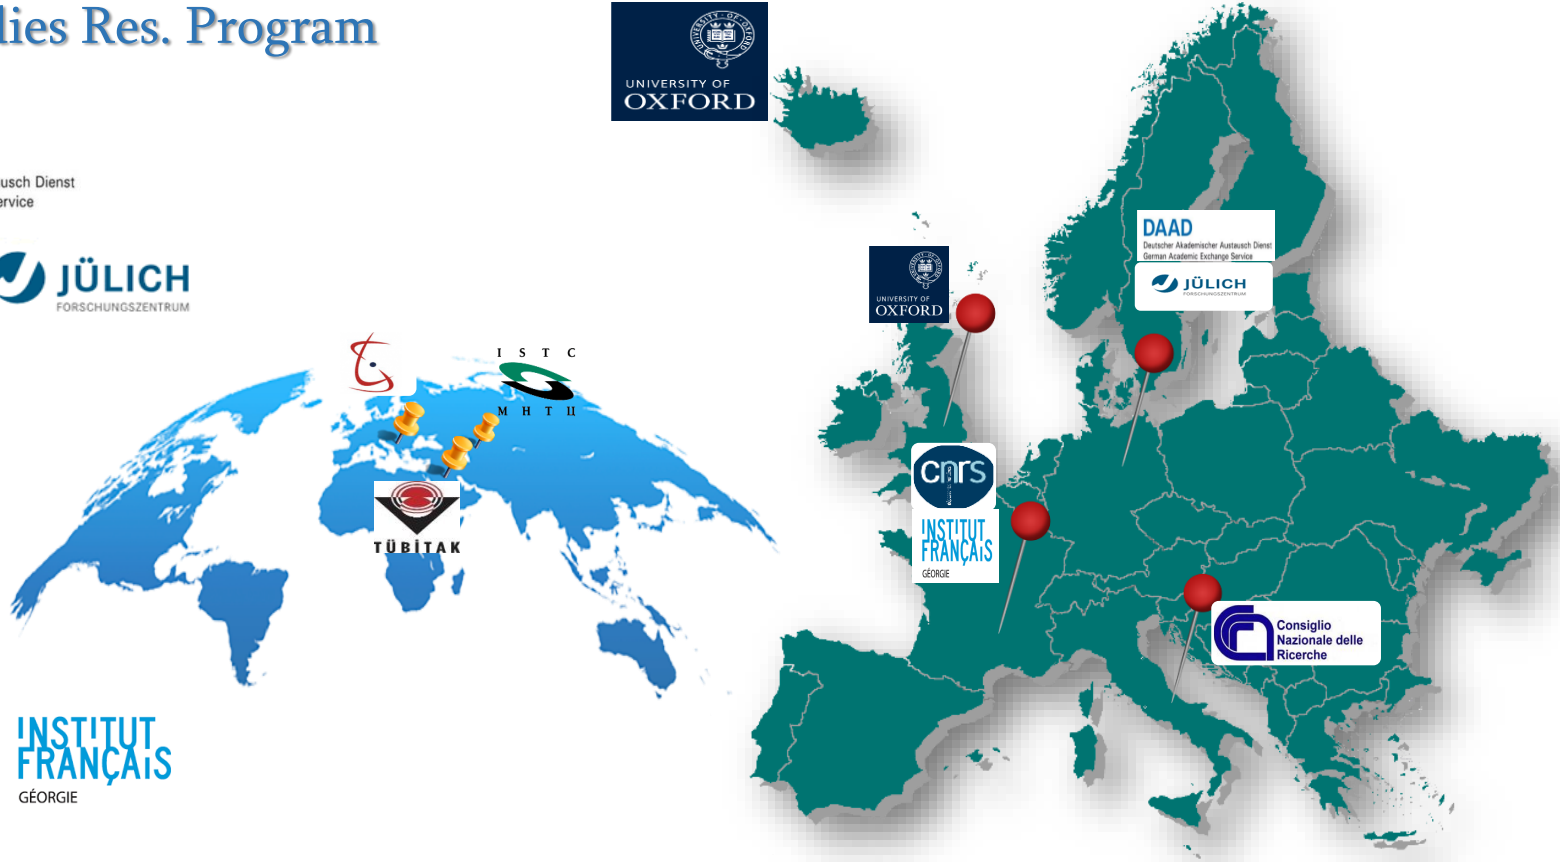 dies Res. Program
UNIVERSITY OF
OXFORD
usch Dienst
ervice
JÜLICH
FORSCHUNGSZENTRUM
DAAD
Deutscher Akademischer Austausch Dienst
German Academic Exchange Service
JÜLICH
FORSCHUNGSZENTRUM
UNIVERSITY OF
OXFORD
I S T C
M H T Ц
TÜBİTAK
cnrs
INSTITUT
FRANÇAIS
GÉORGIE
Consiglio
Nazionale delle
Ricerche
INSTITUT
FRANÇAIS
GÉORGIE